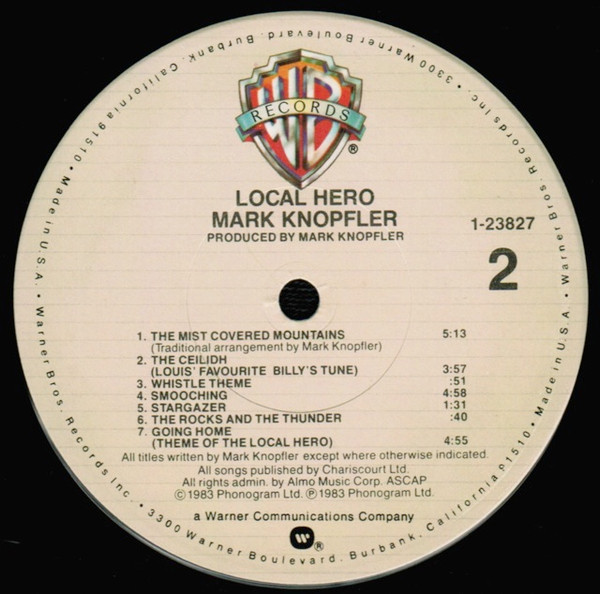 3300 Warner Boulevard, Burbank, California 91510 • Made in U.S.A. • Warner Bros. Records Inc. • 3300 Warner Boulevard, Burbank, California 91510 • Made in U.S.A. • Warner Bros. Records Inc. •
WB
RECORDS
®
LOCAL HERO
MARK KNOPFLER
PRODUCED BY MARK KNOPFLER
1-23827
2
1. THE MIST COVERED MOUNTAINS 5:13
(Traditional arrangement by Mark Knopfler)
2. THE CEILIDH
(LOUIS' FAVOURITE BILLY'S TUNE) 3:57
3. WHISTLE THEME :51
4. SMOOCHING 4:58
5. STARGAZER 1:31
6. THE ROCKS AND THE THUNDER :40
7. GOING HOME
(THEME OF THE LOCAL HERO) 4:55
All titles written by Mark Knopfler except where otherwise indicated.
All songs published by Chariscourt Ltd.
All rights admin. by Almo Music Corp. ASCAP
©1983 Phonogram Ltd. ℗1983 Phonogram Ltd.
a Warner Communications Company
®